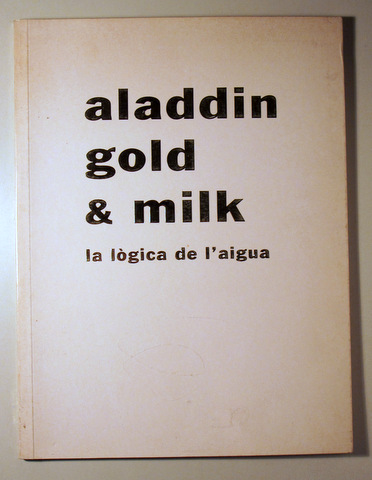 aladdin
gold
& milk
la lògica de l'aigua